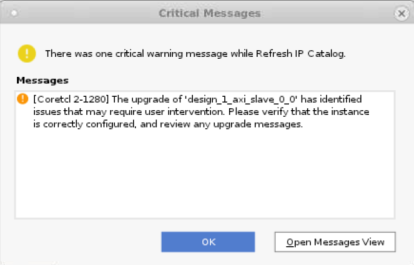 Critical Messages
There was one critical warning message while Refresh IP Catalog.
Messages
[Coretcl 2-1280] The upgrade of 'design_1_axi_slave_0_0' has identified
issues that may require user intervention. Please verify that the instance
is correctly configured, and review any upgrade messages.
OK
Open Messages View